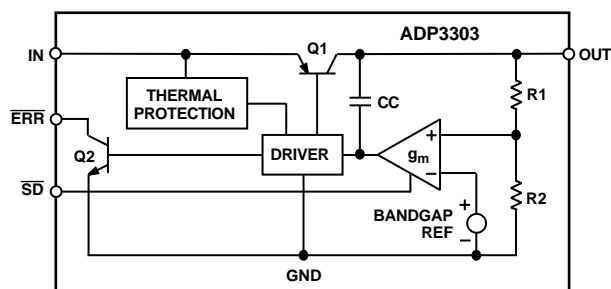 ADP3303
IN
Q1
OUT
THERMAL
PROTECTION
CC
R1
ERR
Q2
DRIVER
+
gm
−
SD
R2
BANDGAP
REF
+
−
GND